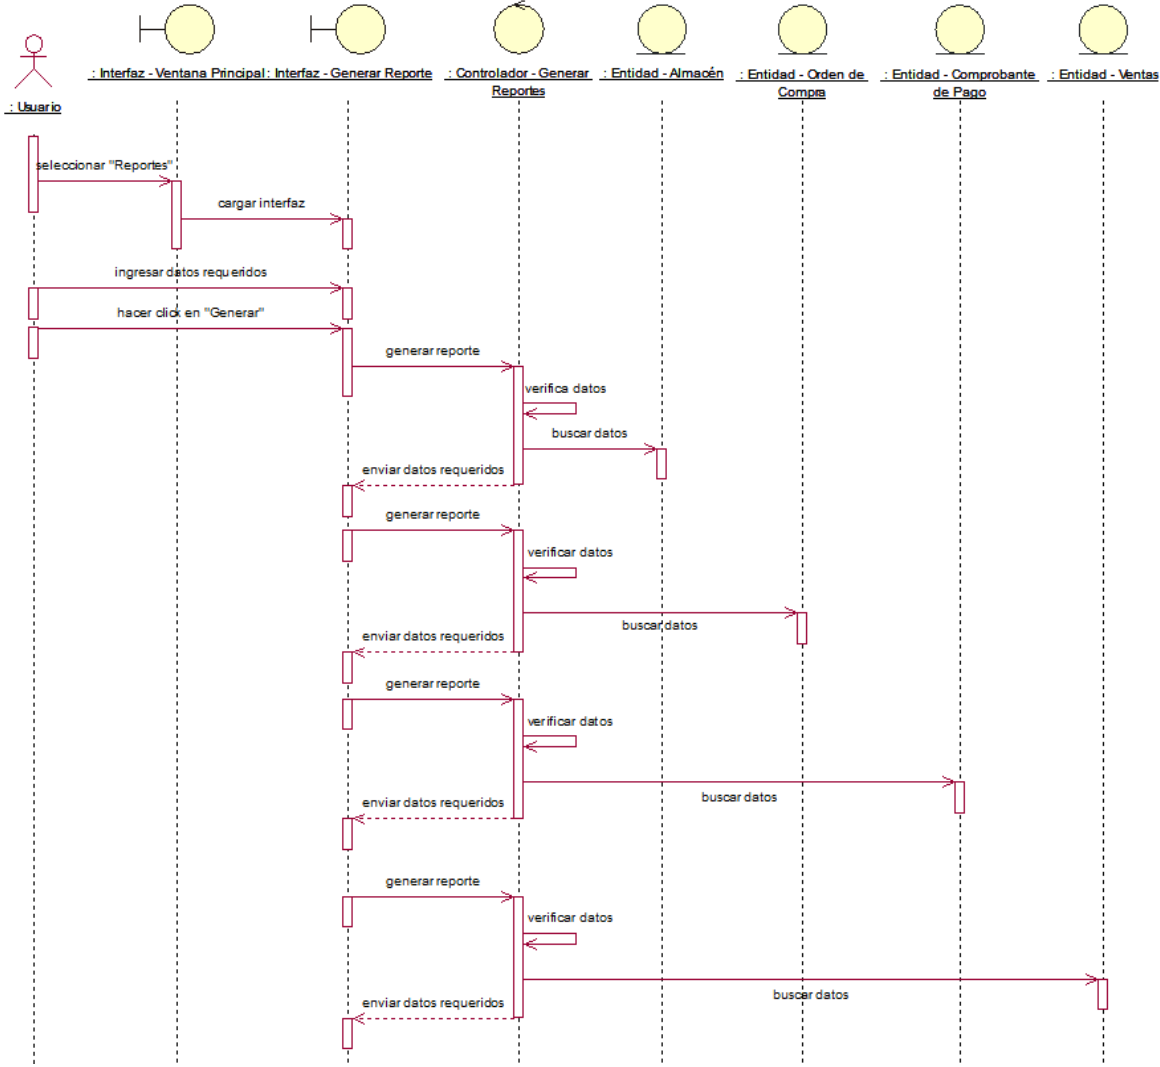 : Usuario
: Interfaz - Ventana Principal
: Interfaz - Generar Reporte
: Controlador - Generar
Reportes
: Entidad - Almacén
: Entidad - Orden de
Compra
: Entidad - Comprobante
de Pago
: Entidad - Ventas
seleccionar "Reportes"
cargar interfaz
ingresar datos requeridos
hacer click en "Generar"
generar reporte
verifica datos
buscar datos
enviar datos requeridos
generar reporte
verificar datos
buscar datos
enviar datos requeridos
generar reporte
verificar datos
buscar datos
enviar datos requeridos
generar reporte
verificar datos
buscar datos
enviar datos requeridos